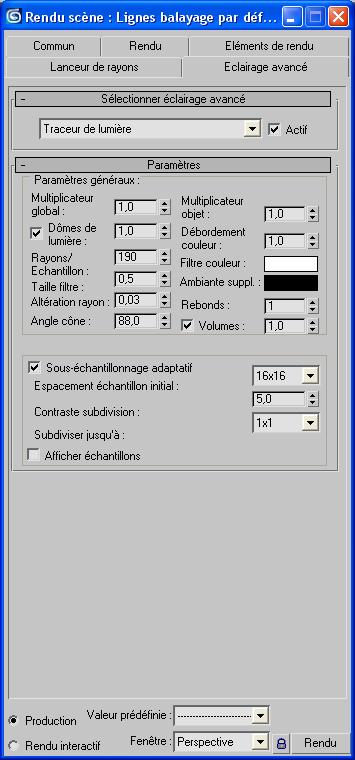 Rendu scène : Lignes balayage par déf...
Commun
Rendu
Eléments de rendu
Lanceur de rayons
Eclairage avancé
- Sélectionner éclairage avancé
Traceur de lumière
Actif
- Paramètres
Paramètres généraux :
Multiplicateur global : 1,0
Multiplicateur objet : 1,0
Dômes de lumière : 1,0
Débordement couleur : 1,0
Rayons/Echantillon : 190
Filtre couleur :
Taille filtre : 0,5
Ambiante suppl. :
Altération rayon : 0,03
Rebonds : 1
Angle cône : 88,0
Volumes : 1,0
Sous-échantillonnage adaptatif
Espacement échantillon initial : 16x16
Contraste subdivision : 5,0
Subdiviser jusqu'à : 1x1
Afficher échantillons
Production
Valeur prédéfinie : --------------------
Rendu interactif
Fenêtre : Perspective
Rendu